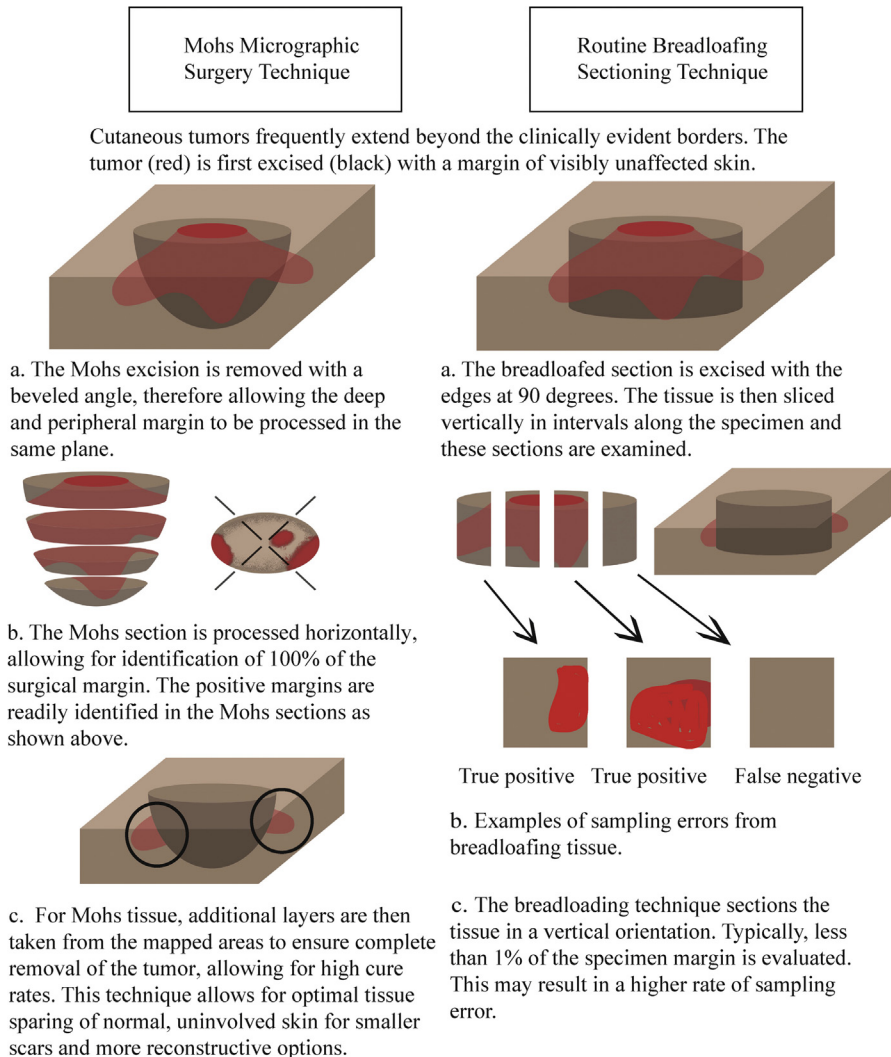 Mohs Micrographic
Surgery Technique
Routine Breadloafing
Sectioning Technique
Cutaneous tumors frequently extend beyond the clinically evident borders. The
tumor (red) is first excised (black) with a margin of visibly unaffected skin.
a. The Mohs excision is removed with a
beveled angle, therefore allowing the deep
and peripheral margin to be processed in the
same plane.
b. The Mohs section is processed horizontally,
allowing for identification of 100% of the
surgical margin. The positive margins are
readily identified in the Mohs sections as
shown above.
c. For Mohs tissue, additional layers are then
taken from the mapped areas to ensure complete
removal of the tumor, allowing for high cure
rates. This technique allows for optimal tissue
sparing of normal, uninvolved skin for smaller
scars and more reconstructive options.
a. The breadloafed section is excised with the
edges at 90 degrees. The tissue is then sliced
vertically in intervals along the specimen and
these sections are examined.
True positive True positive False negative
b. Examples of sampling errors from
breadloafing tissue.
c. The breadloading technique sections the
tissue in a vertical orientation. Typically, less
than 1% of the specimen margin is evaluated.
This may result in a higher rate of sampling
error.